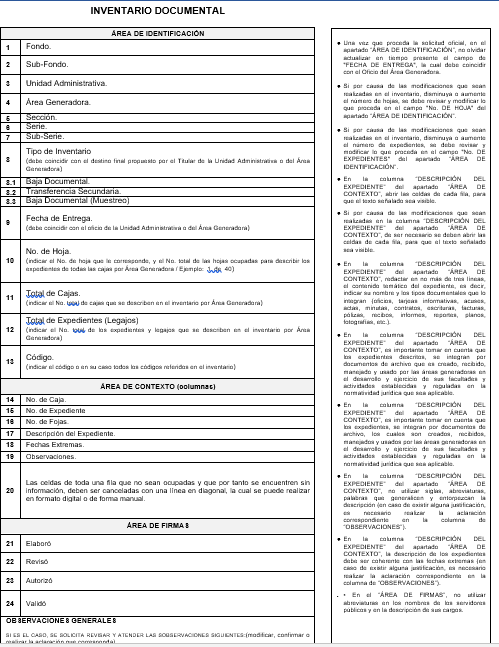 INVENTARIO DOCUMENTAL
ÁREA DE IDENTIFICACIÓN
1 Fondo.
2 Sub-Fondo.
3 Unidad Administrativa.
4 Área Generadora.
5 Sección.
6 Serie.
7 Sub-Serie.
8 Tipo de Inventario
(debe coincidir con el destino final propuesto por el Titular de la Unidad Administrativa o del Área
Generadora)
8.1 Baja Documental.
8.2 Transferencia Secundaria.
8.3 Baja Documental (Muestreo)
9 Fecha de Entrega.
(debe coincidir con el oficio de la Unidad Administrativa o del Área Generadora)
10 No. de Hoja.
(indicar el No. de hoja que le corresponde, y el No. total de las hojas ocupadas para describir los
expedientes de todas las cajas por Área Generadora / Ejemplo: 1 de 40)
11 Total de Cajas.
(indicar el No. total de cajas que se describen en el inventario por Área Generadora)
12 Total de Expedientes (Legajos)
(indicar el No. total de los expedientes y legajos que se describen en el inventario por Área
Generadora)
13 Código.
(indicar el código o en su caso todos los códigos referidos en el inventario)
ÁREA DE CONTEXTO (columnas)
14 No. de Caja.
15 No. de Expediente
16 No. de Fojas.
17 Descripción del Expediente.
18 Fechas Extremas.
19 Observaciones.
20 Las celdas de toda una fila que no sean ocupadas y que por tanto se encuentren sin
información, deben ser canceladas con una línea en diagonal, la cual se puede realizar
en formato digital o de forma manual.
ÁREA DE FIRMAS
21 Elaboró
22 Revisó
23 Autorizó
24 Validó
OBSERVACIONES GENERALES
SI ES EL CASO, SE SOLICITA REVISAR Y ATENDER LAS SOBSERVACIONES SIGUIENTES:(modificar, confirmar o
realizar la aclaración que corresponda)
◆ Una vez que proceda la solicitud oficial, en el
apartado "ÁREA DE IDENTIFICACIÓN", no olvidar
actualizar en tiempo presente el campo de
"FECHA DE ENTREGA", la cual debe coincidir
con el Oficio del Área Generadora.
◆ Si por causa de las modificaciones que sean
realizadas en el inventario, disminuya o aumente
el número de hojas, se debe revisar y modificar lo
que proceda en el campo "No. DE HOJA" del
apartado "ÁREA DE IDENTIFICACIÓN".
◆ Si por causa de las modificaciones que sean
realizadas en el inventario, disminuya o aumente
el número de expedientes, se debe revisar y
modificar lo que proceda en el campo "No. DE
EXPEDIENTES" del apartado "ÁREA DE
IDENTIFICACIÓN".
◆ En la columna "DESCRIPCIÓN DEL
EXPEDIENTE" del apartado "ÁREA DE
CONTEXTO", abrir las celdas de cada fila, para
que el texto señalado sea visible.
◆ Si por causa de las modificaciones que sean
realizadas en la columna "DESCRIPCIÓN DEL
EXPEDIENTE" del apartado "ÁREA DE
CONTEXTO", de ser necesario se deben abrir las
celdas de cada fila, para que el texto señalado
sea visible.
◆ En la columna "DESCRIPCIÓN DEL
EXPEDIENTE" del apartado "ÁREA DE
CONTEXTO", redactar en no más de tres líneas,
el contenido temático del expediente, es decir,
indicar su nombre y los tipos documentales que lo
integran (oficios, tarjetas informativas, acuses,
actas, minutas, contratos, escrituras, facturas,
pólizas, recibos, informes, reportes, planos,
fotografías, etc.).
◆ En la columna "DESCRIPCIÓN DEL
EXPEDIENTE" del apartado "ÁREA DE
CONTEXTO", es importante tomar en cuenta que
los expedientes descritos, se integran por
documentos de archivo que es creado, recibido,
manejado y usado por las áreas generadoras en
el desarrollo y ejercicio de sus facultades y
actividades establecidas y reguladas en la
normatividad jurídica que sea aplicable.
◆ En la columna "DESCRIPCIÓN DEL
EXPEDIENTE" del apartado "ÁREA DE
CONTEXTO", es importante tomar en cuenta que
los expedientes, se integran por documentos de
archivo, los cuales son creados, recibidos,
manejados y usados por las áreas generadoras en
el desarrollo y ejercicio de sus facultades y
actividades establecidas y reguladas en la
normatividad jurídica que sea aplicable.
◆ En la columna "DESCRIPCIÓN DEL
EXPEDIENTE" del apartado "ÁREA DE
CONTEXTO", no utilizar siglas, abreviaturas,
palabras que generalicen y entorpezcan la
descripción (en caso de existir alguna justificación,
es necesario realizar la aclaración
correspondiente en la columna de
"OBSERVACIONES").
◆ En la columna "DESCRIPCIÓN DEL
EXPEDIENTE" del apartado "ÁREA DE
CONTEXTO", la descripción de los expedientes
debe ser coherente con las fechas extremas (en
caso de existir alguna justificación, es necesario
realizar la aclaración correspondiente en la
columna de "OBSERVACIONES").
• En el "ÁREA DE FIRMAS", no utilizar
abreviaturas en los nombres de los servidores
públicos y en la descripción de sus cargos.